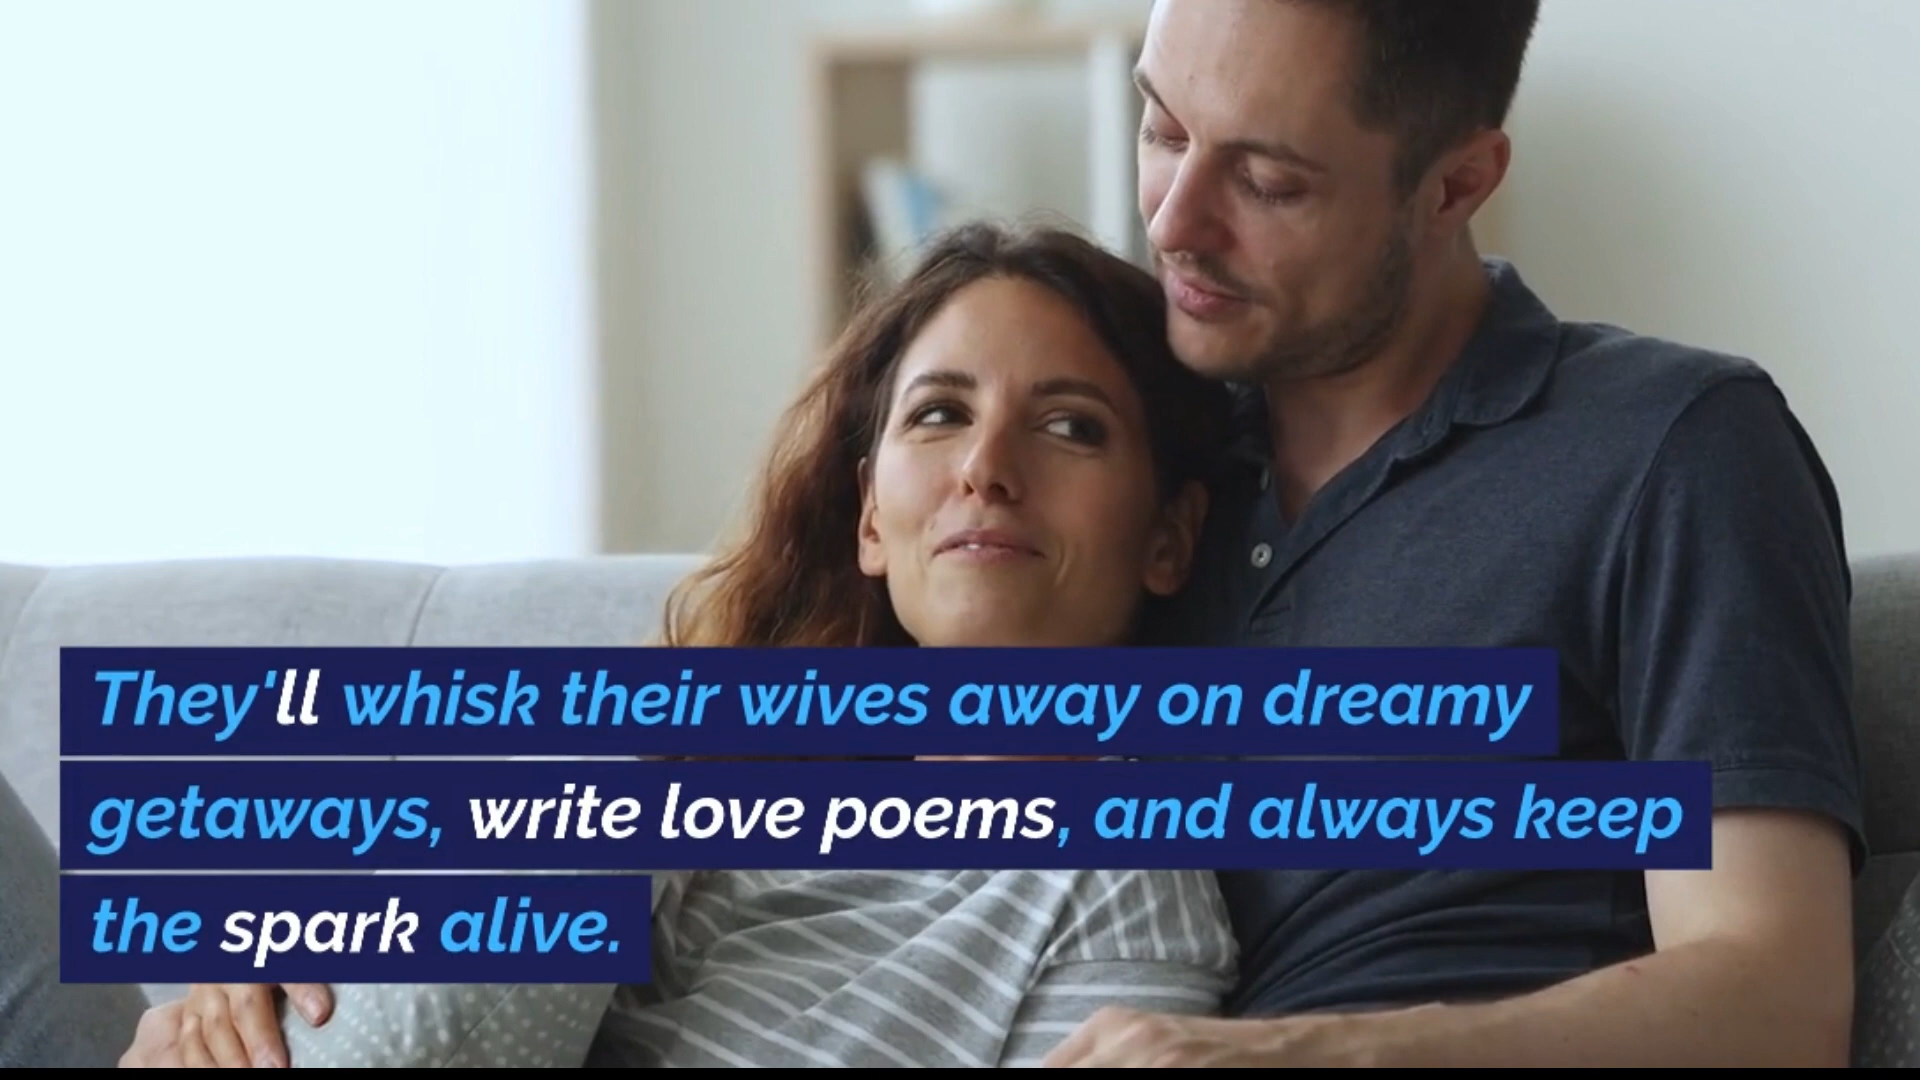 They'll whisk their wives away on dreamy
getaways, write love poems, and always keep
the spark alive.